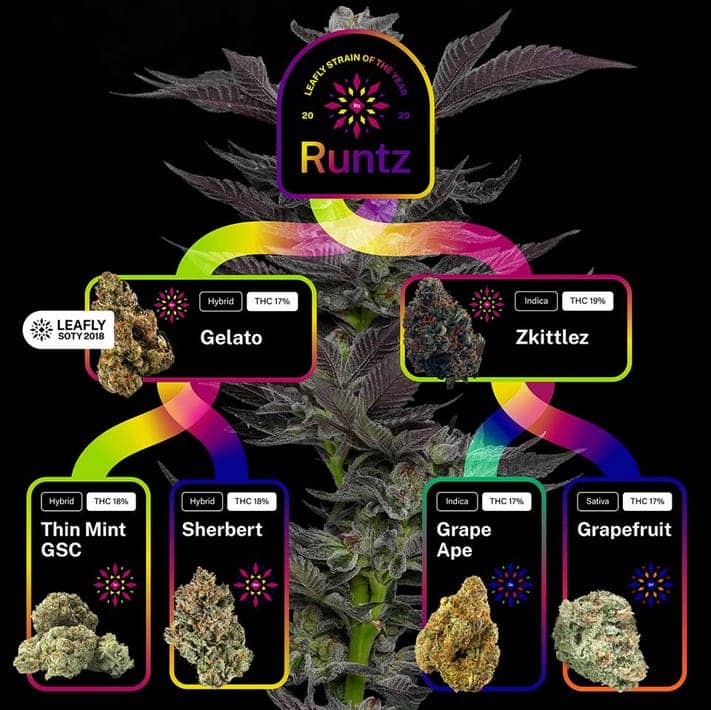 LEAFLY STRAIN OF THE YEAR
20 20
Runtz
Hybrid THC 17%
Gelato
LEAFLY
SOTY 2018
Indica THC 19%
Zkittlez
Hybrid THC 18%
Thin Mint
GSC
Hybrid THC 18%
Sherbert
Indica THC 17%
Grape
Ape
Sativa THC 17%
Grapefruit